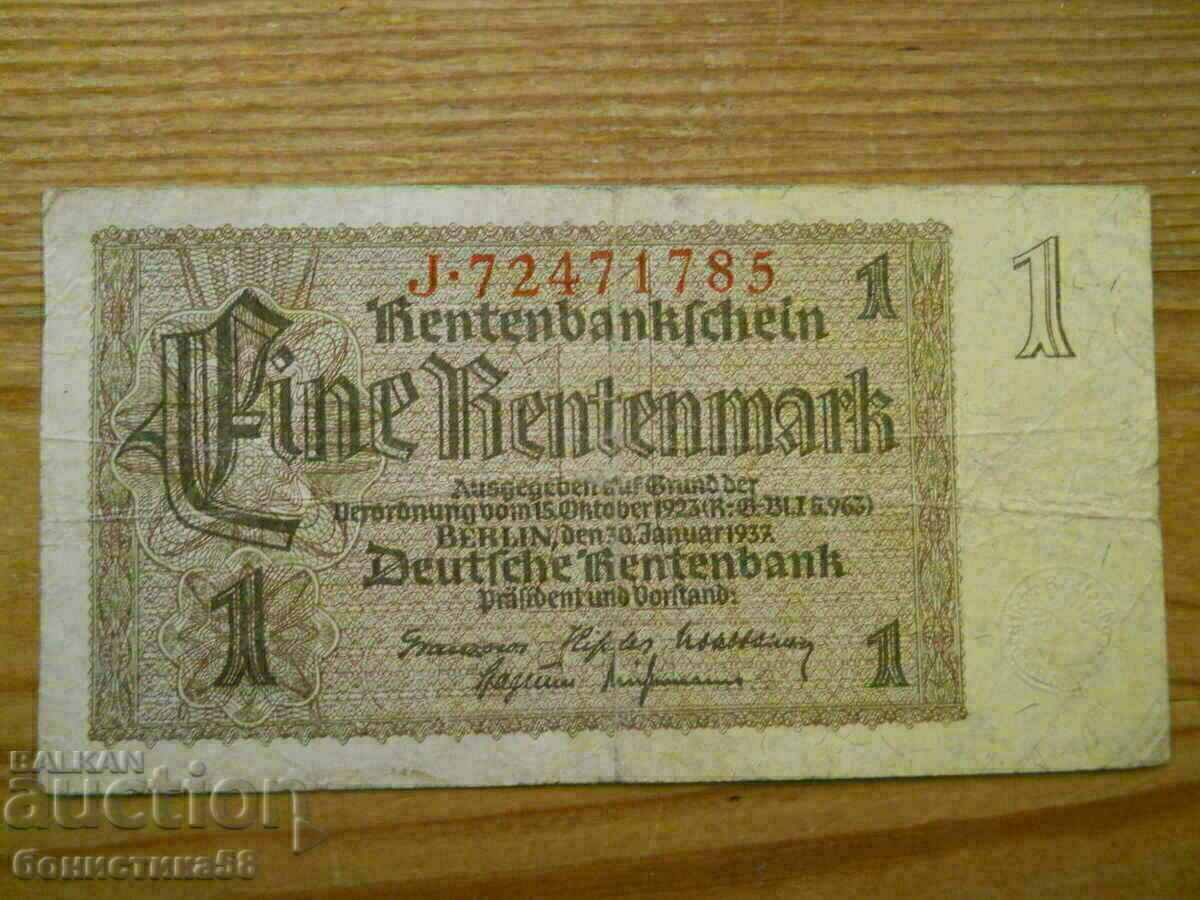 J·72471785
1
1
Rentenbankschein
Eine Rentenmark
Ausgegeben auf Grund der
Verordnung vom 15. Oktober 1923 (R.-G-Bl. I S. 963)
BERLIN, den 30. Januar 1937.
Deutsche Rentenbank
Präsident und Vorstand:
1
1
BALKAN
auction
бонистика58